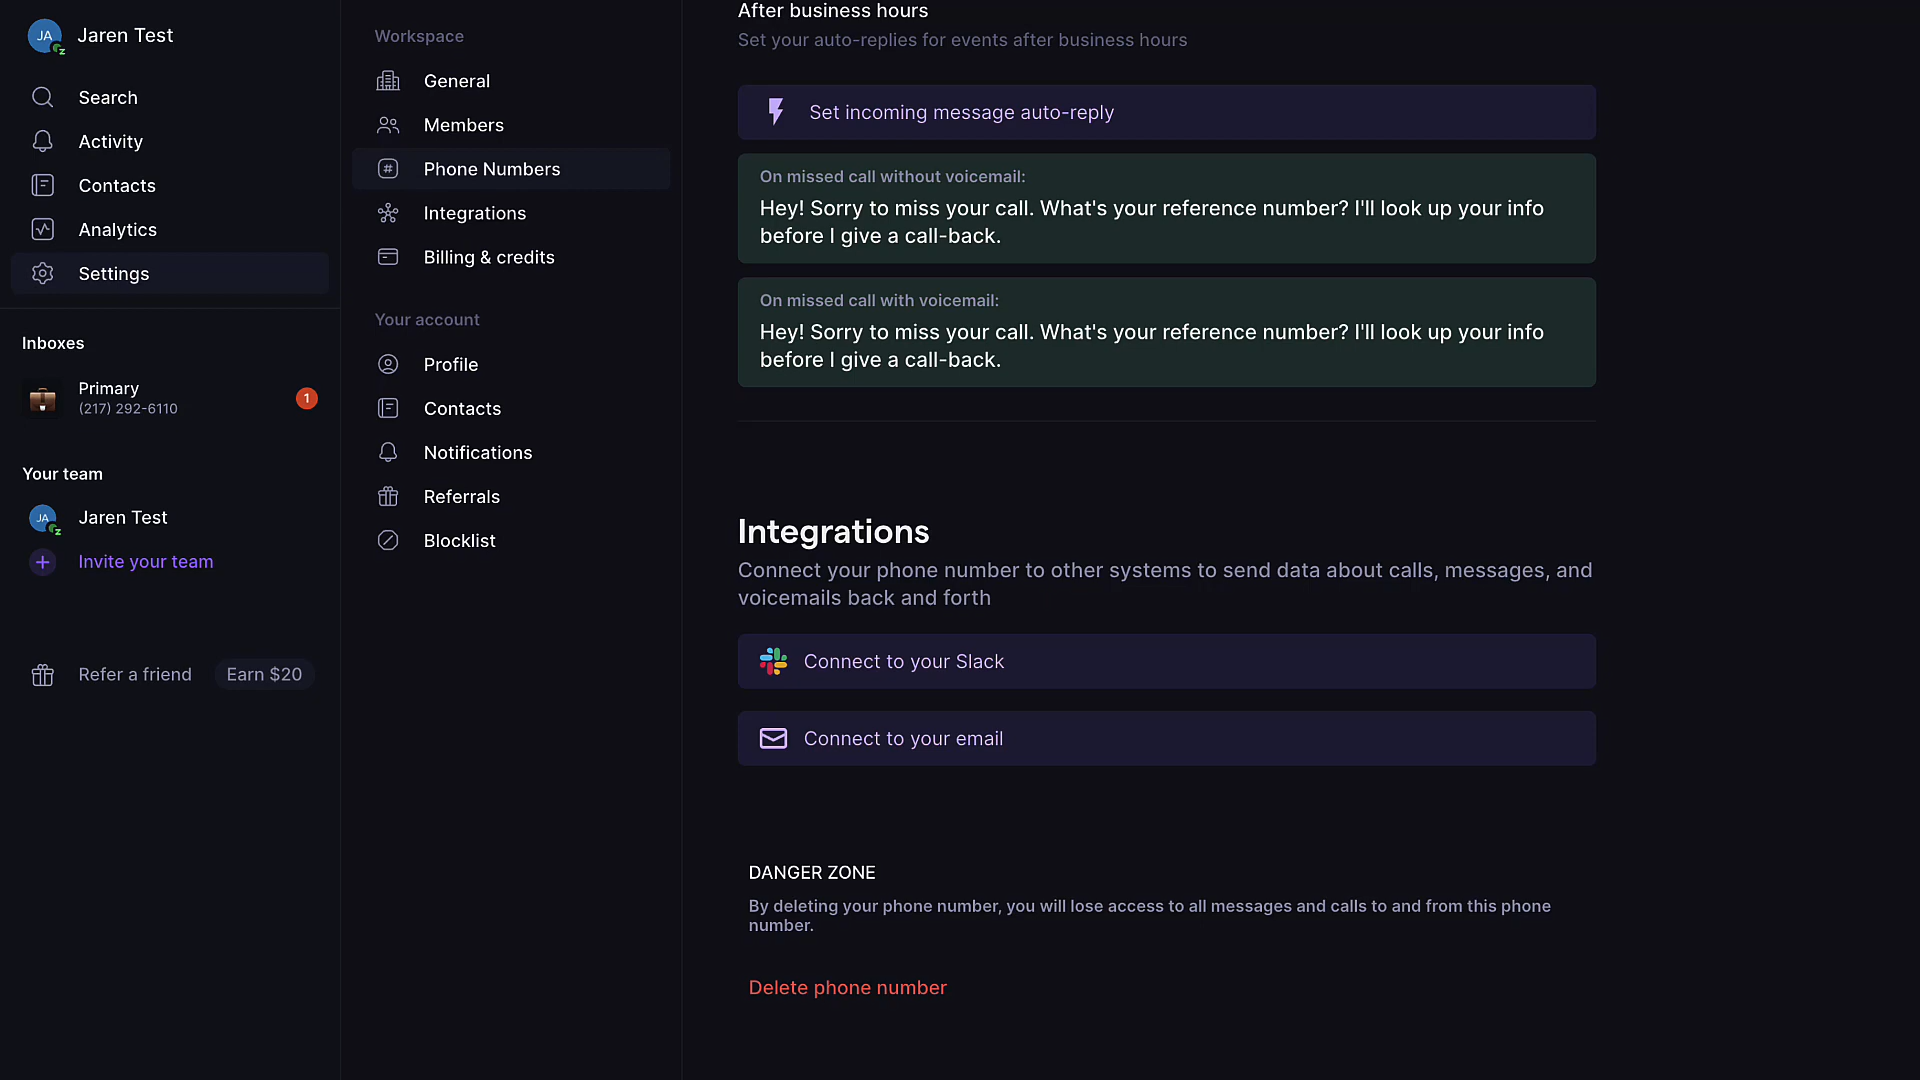 JA
Jaren Test
Search
Activity
Contacts
Analytics
Settings
Inboxes
Primary
(217) 292-6110
1
Your team
JA
Jaren Test
Invite your team
Refer a friend
Earn $20
Workspace
General
Members
Phone Numbers
Integrations
Billing & credits
Your account
Profile
Contacts
Notifications
Referrals
Blocklist
After business hours
Set your auto-replies for events after business hours
Set incoming message auto-reply
On missed call without voicemail:
Hey! Sorry to miss your call. What's your reference number? I'll look up your info
before I give a call-back.
On missed call with voicemail:
Hey! Sorry to miss your call. What's your reference number? I'll look up your info
before I give a call-back.
Integrations
Connect your phone number to other systems to send data about calls, messages, and
voicemails back and forth
Connect to your Slack
Connect to your email
DANGER ZONE
By deleting your phone number, you will lose access to all messages and calls to and from this phone
number.
Delete phone number